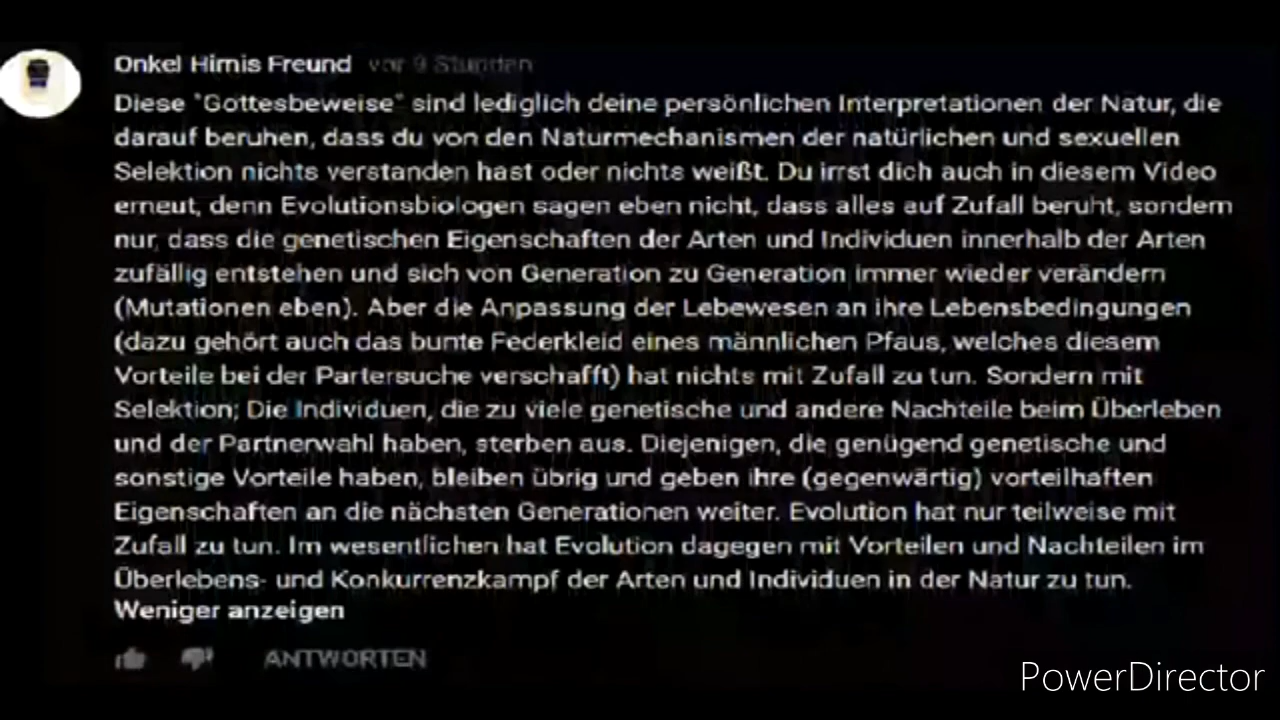 Onkel Hirnis Freund vor 9 Stunden
Diese "Gottesbeweise" sind lediglich deine persönlichen Interpretationen der Natur, die
darauf beruhen, dass du von den Naturmechanismen der natürlichen und sexuellen
Selektion nichts verstanden hast oder nichts weißt. Du irrst dich auch in diesem Video
erneut, denn Evolutionsbiologen sagen eben nicht, dass alles auf Zufall beruht, sondern
nur, dass die genetischen Eigenschaften der Arten und Individuen innerhalb der Arten
zufällig entstehen und sich von Generation zu Generation immer wieder verändern
(Mutationen eben). Aber die Anpassung der Lebewesen an ihre Lebensbedingungen
(dazu gehört auch das bunte Federkleid eines männlichen Pfaus, welches diesem
Vorteile bei der Partersuche verschafft) hat nichts mit Zufall zu tun. Sondern mit
Selektion; Die Individuen, die zu viele genetische und andere Nachteile beim Überleben
und der Partnerwahl haben, sterben aus. Diejenigen, die genügend genetische und
sonstige Vorteile haben, bleiben übrig und geben ihre (gegenwärtig) vorteilhaften
Eigenschaften an die nächsten Generationen weiter. Evolution hat nur teilweise mit
Zufall zu tun. Im wesentlichen hat Evolution dagegen mit Vorteilen und Nachteilen im
Überlebens- und Konkurrenzkampf der Arten und Individuen in der Natur zu tun.
Weniger anzeigen
ANTWORTEN
PowerDirector